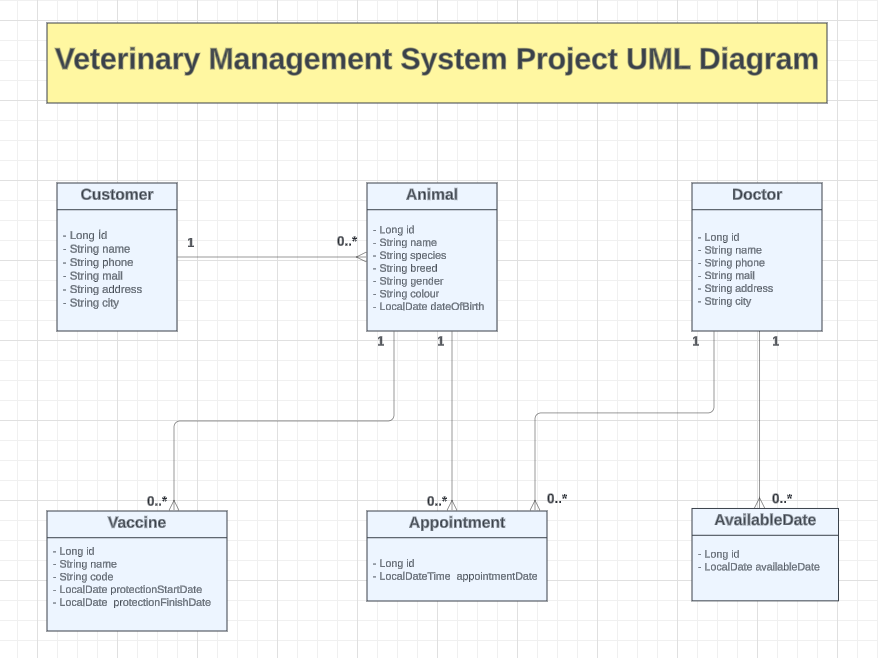 Veterinary Management System Project UML Diagram
Customer
- Long İd
- String name
- String phone
- String mail
- String address
- String city
1
0..*
Animal
- Long id
- String name
- String species
- String breed
- String gender
- String colour
- LocalDate dateOfBirth
Doctor
- Long id
- String name
- String phone
- String mail
- String address
- String city
1
1
1
1
0..*
0..*
0..*
0..*
Vaccine
- Long id
- String name
- String code
- LocalDate protectionStartDate
- LocalDate protectionFinishDate
Appointment
- Long id
- LocalDateTime appointmentDate
AvailableDate
- Long id
- LocalDate availableDate